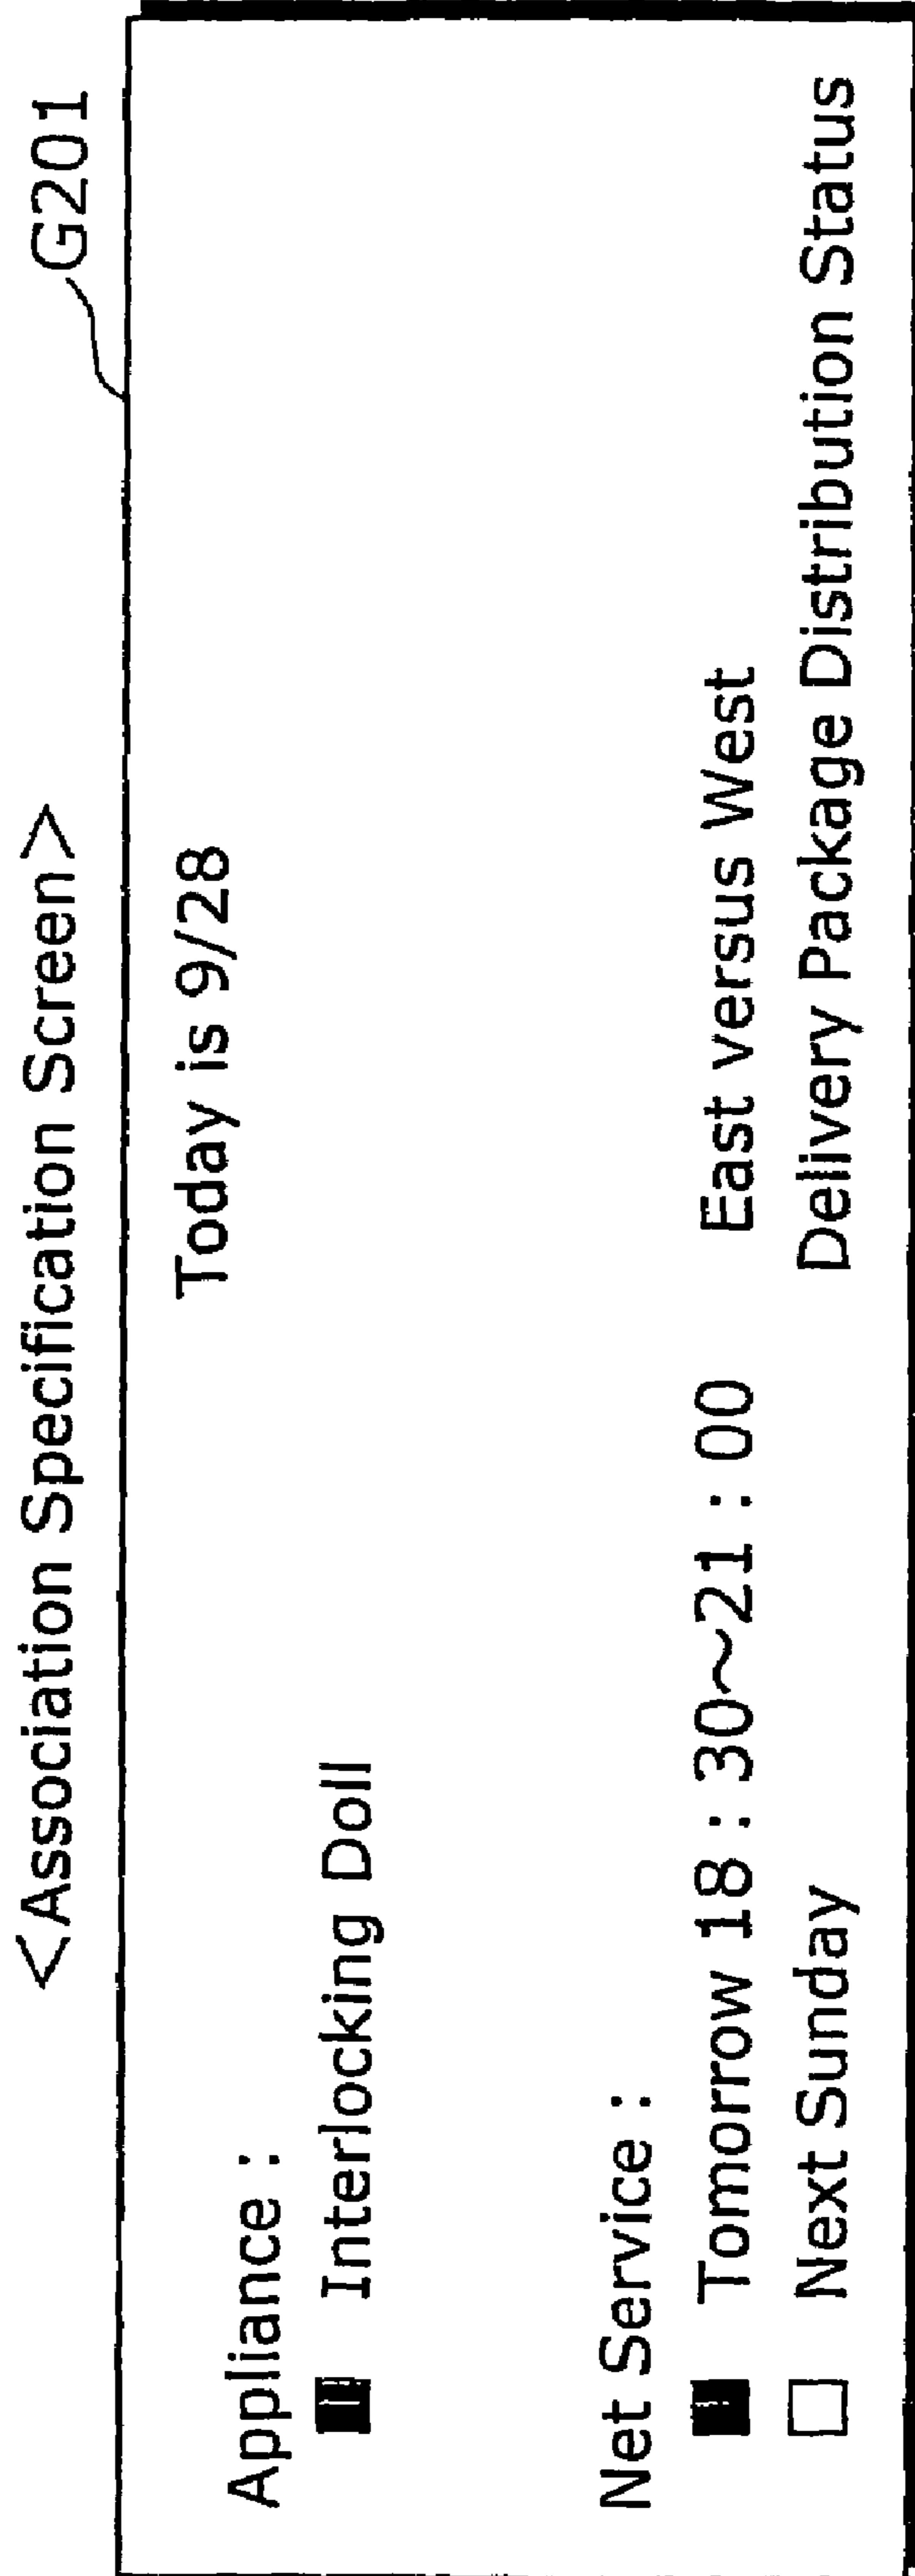 <Association Specification Screen>
G201
Today is 9/28
Appliance :
■ Interlocking Doll
Net Service :
■ Tomorrow 18 : 30~21 : 00 East versus West
□ Next Sunday Delivery Package Distribution Status